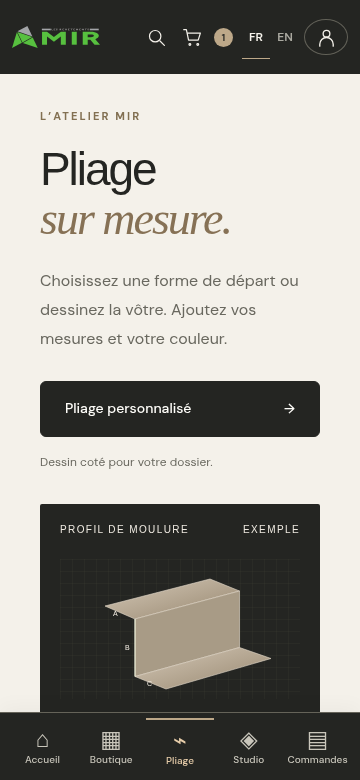 MIR
1
FR
EN
L'ATELIER MIR
Pliage
sur mesure.
Choisissez une forme de départ ou
dessinez la vôtre. Ajoutez vos
mesures et votre couleur.
Pliage personnalisé →
Dessin coté pour votre dossier.
PROFIL DE MOULURE
EXEMPLE
A
B
C
Accueil
Boutique
Pliage
Studio
Commandes